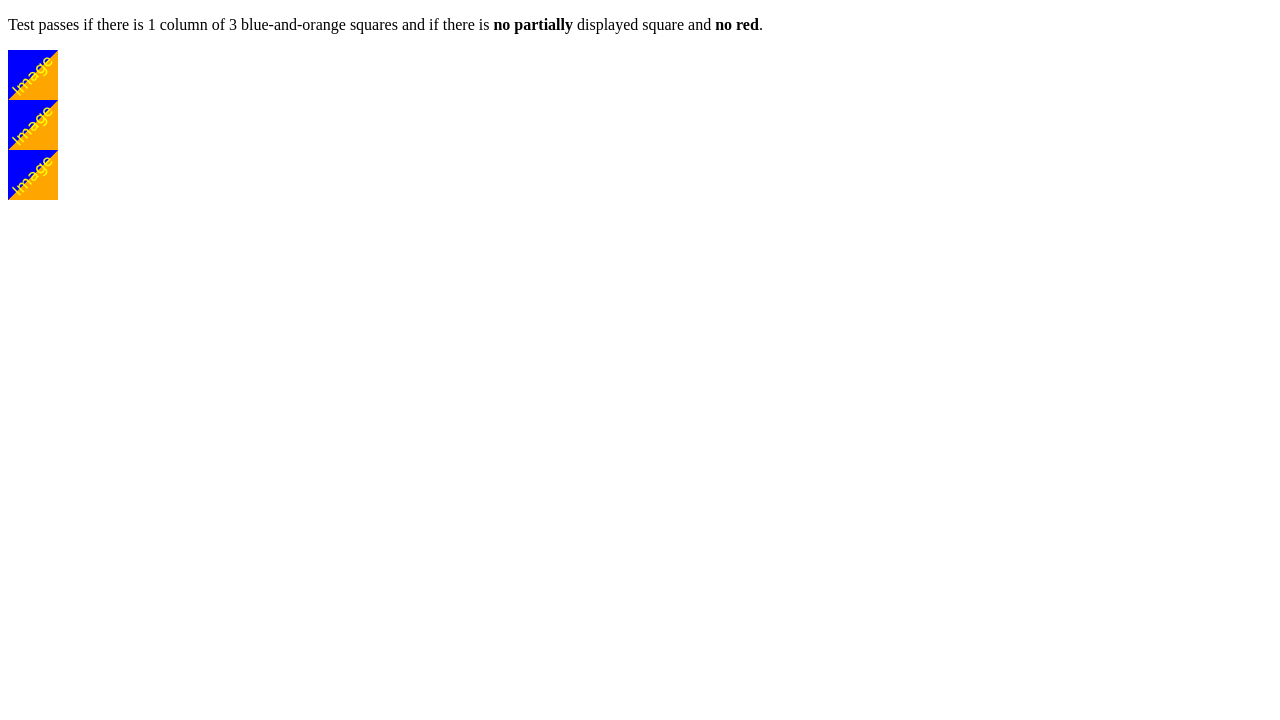 Test passes if there is 1 column of 3 blue-and-orange squares and if there is no partially displayed square and no red.
Image
Image
Image